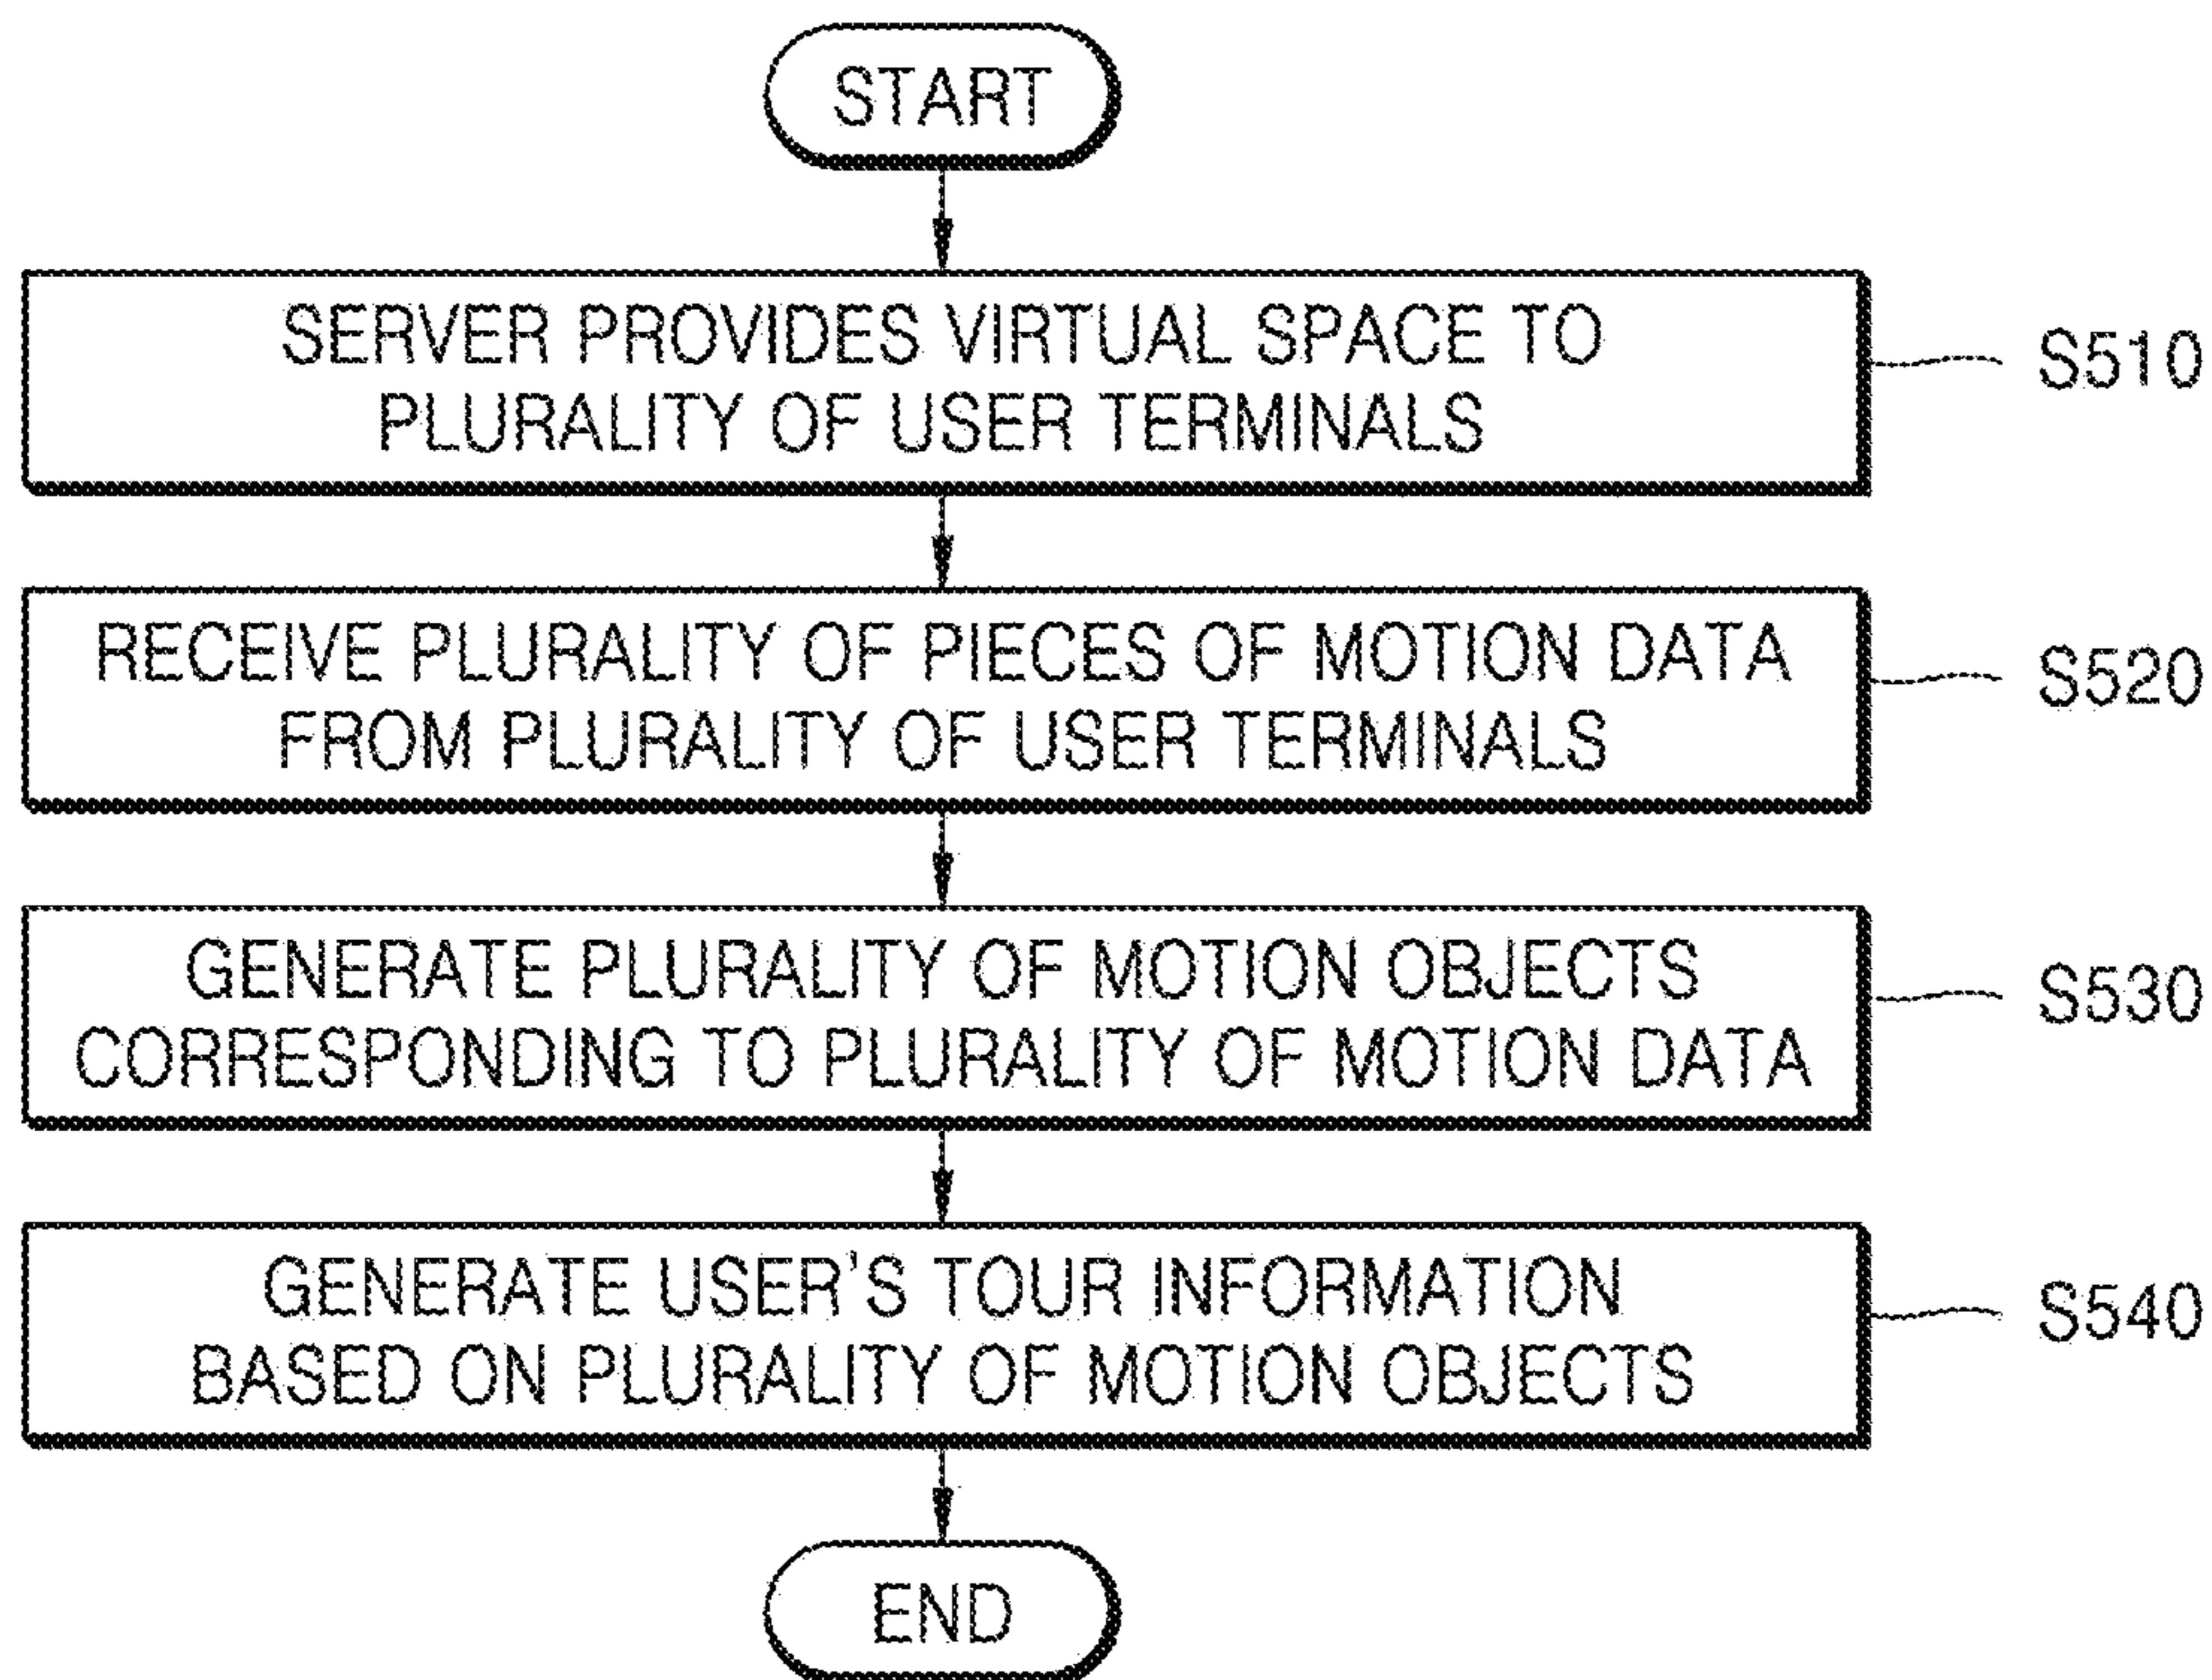 START
SERVER PROVIDES VIRTUAL SPACE TO
PLURALITY OF USER TERMINALS
S510
RECEIVE PLURALITY OF PIECES OF MOTION DATA
FROM PLURALITY OF USER TERMINALS
S520
GENERATE PLURALITY OF MOTION OBJECTS
CORRESPONDING TO PLURALITY OF MOTION DATA
S530
GENERATE USER'S TOUR INFORMATION
BASED ON PLURALITY OF MOTION OBJECTS
S540
END